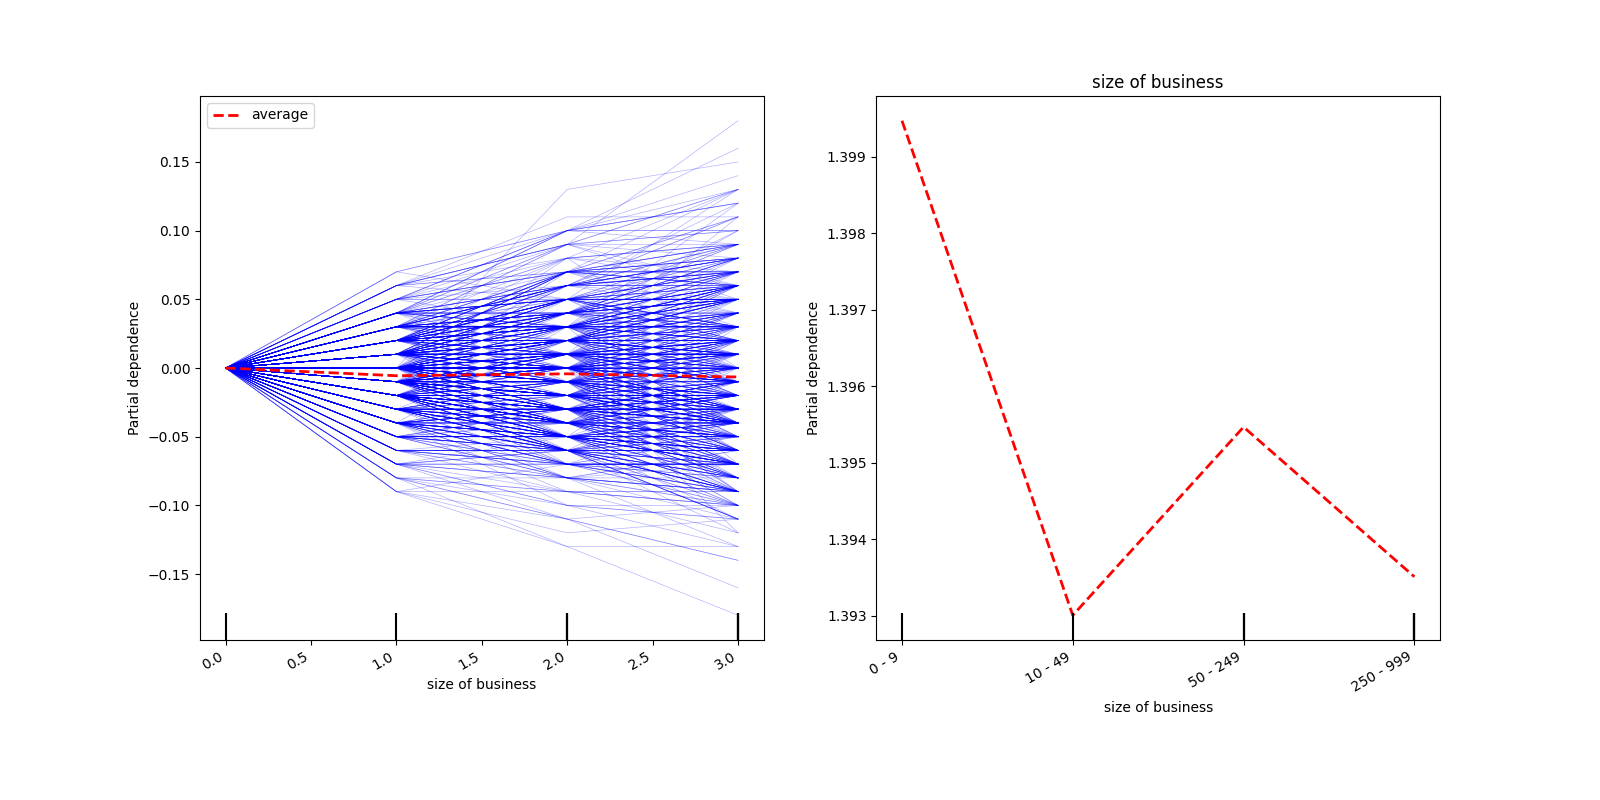 average
0.15
0.10
0.05
0.00
−0.05
−0.10
−0.15
Partial dependence
0.0
0.5
1.0
1.5
2.0
2.5
3.0
size of business
size of business
1.399
1.398
1.397
1.396
1.395
1.394
1.393
Partial dependence
0 - 9
10 - 49
50 - 249
250 - 999
size of business